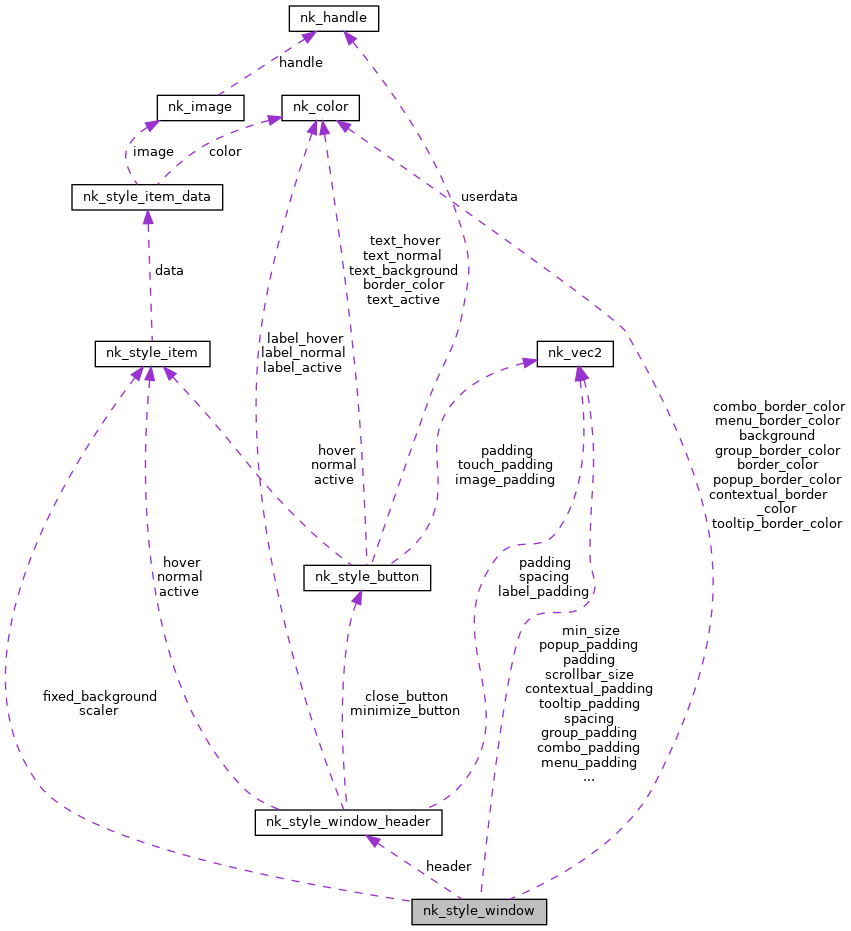 nk_handle
handle
nk_image
nk_color
image
color
nk_style_item_data
userdata
text_hover
text_normal
text_background
border_color
text_active
data
label_hover
label_normal
label_active
nk_style_item
nk_vec2
combo_border_color
menu_border_color
background
group_border_color
border_color
popup_border_color
contextual_border
_color
tooltip_border_color
hover
normal
active
padding
touch_padding
image_padding
hover
normal
active
nk_style_button
padding
spacing
label_padding
min_size
popup_padding
padding
scrollbar_size
contextual_padding
tooltip_padding
spacing
group_padding
combo_padding
menu_padding
...
fixed_background
scaler
close_button
minimize_button
nk_style_window_header
header
nk_style_window